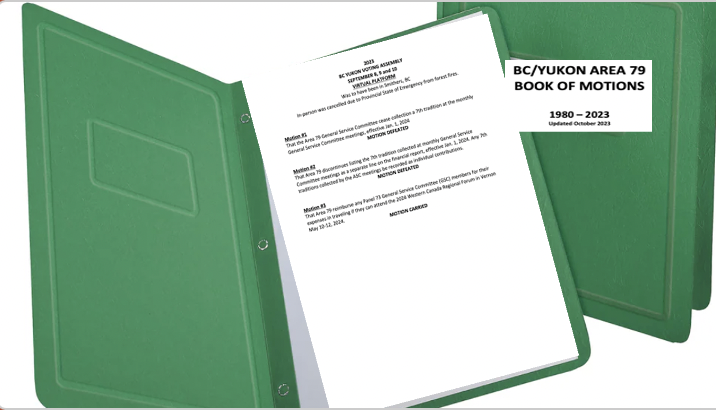 2023
BC YUKON VOTING ASSEMBLY
SEPTEMBER 8, 9 and 10
VIRTUAL PLATFORM
Was to have been in Smithers, BC
In person was cancelled due to Provincial State of Emergency from forest fires.
Motion #1
That the Area 79 General Service Committee cease collection a 7th tradition at the monthly
General Service Committee meetings, effective Jan. 1, 2024
MOTION DEFEATED
Motion #2
That Area 79 discontinues listing the 7th tradition collected at monthly General Service
Committee meetings as a separate line on the financial report, effective Jan. 1, 2024. Any 7th
traditions collected by the ASC meetings be recorded as individual contributions.
MOTION DEFEATED
Motion #3
That Area 79 reimburse any Panel 73 General Service Committee (GSC) members for their
expenses in traveling if they can attend the 2024 Western Canada Regional Forum in Vernon
May 10-12, 2024.
MOTION CARRIED
BC/YUKON AREA 79
BOOK OF MOTIONS
1980 – 2023
Updated October 2023